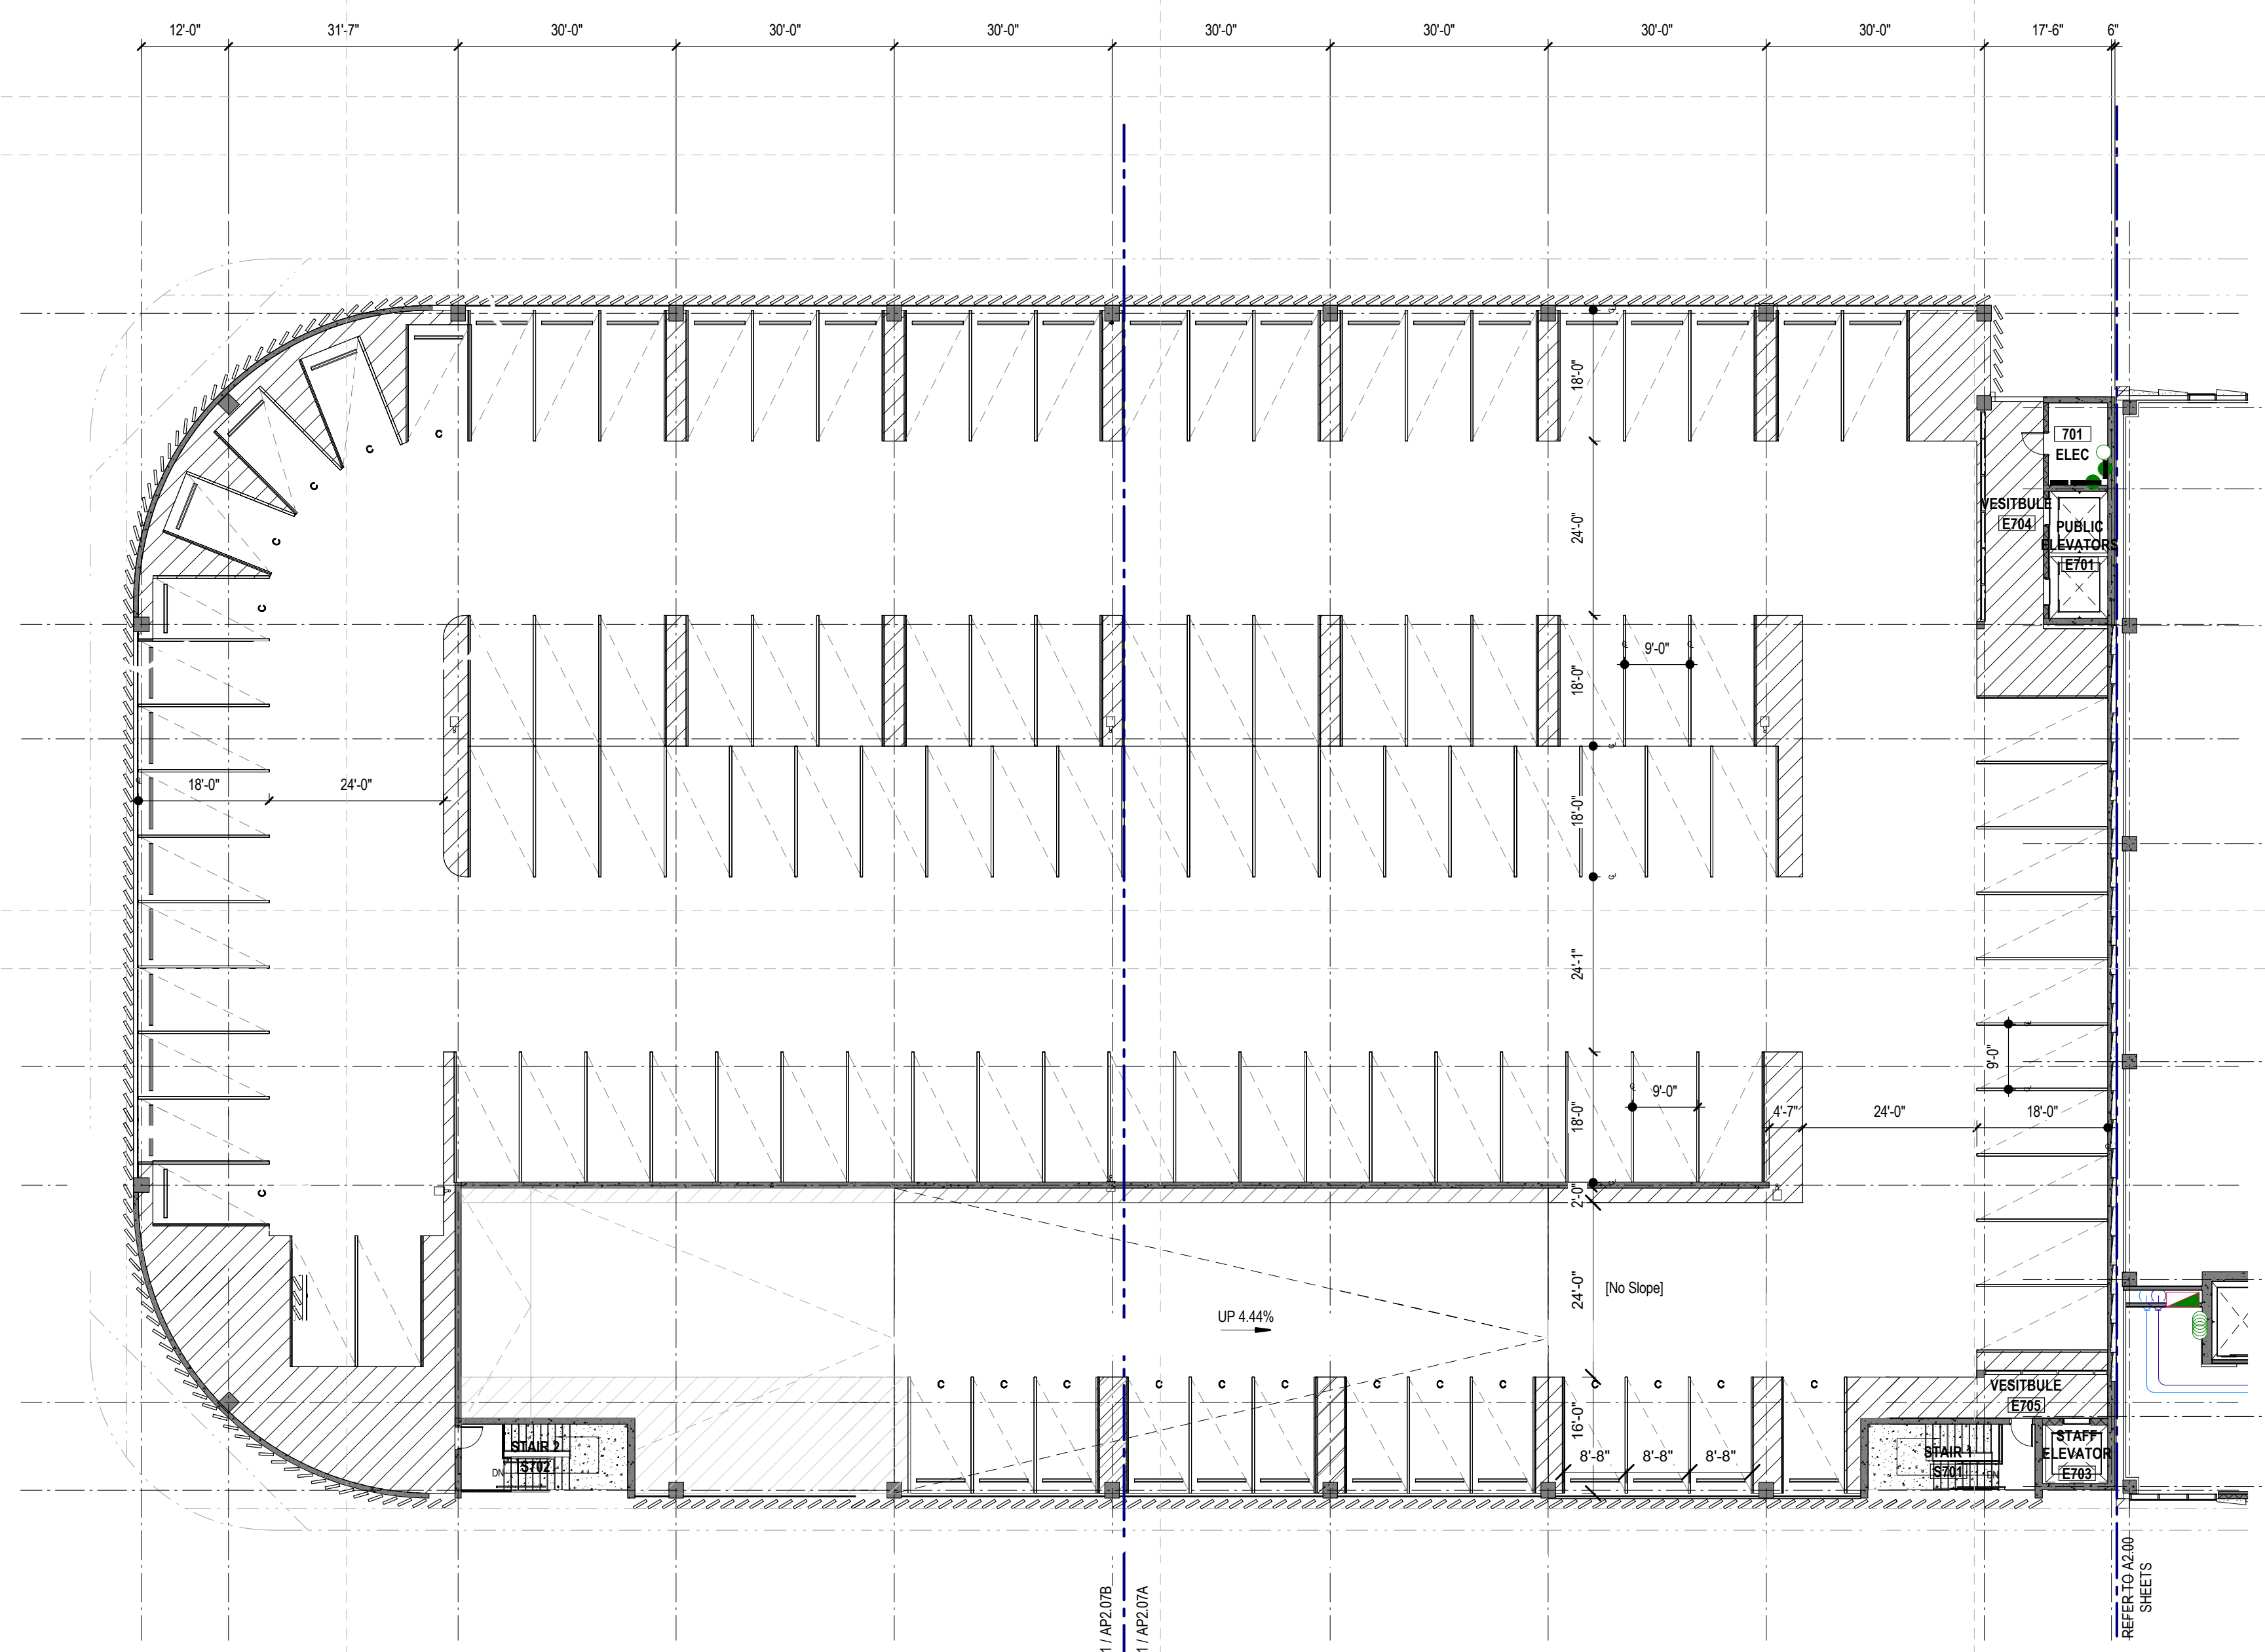 12'-0" 31'-7" 30'-0" 30'-0" 30'-0" 30'-0" 30'-0" 30'-0" 30'-0" 17'-6" 6"
18'-0"
C C
C
C
C
701
ELEC
VESITBULE
E704
PUBLIC
ELEVATORS
E701
24'-0"
9'-0"
18'-0"
18'-0" 24'-0"
18'-0"
24'-1"
9'-0"
9'-0"
18'-0"
4'-7" 24'-0" 18'-0"
C
2'-0"
24'-0"
[No Slope]
UP 4.44%
C C C C C C C C C C C C C
VESITBULE
E705
16'-0"
8'-8" 8'-8" 8'-8"
STAIR 2
S702
DN
STAIR 1
S701
DN
STAFF
ELEVATOR
E703
1 / AP2.07B
1 / AP2.07A
REFER TO A2.00
SHEETS